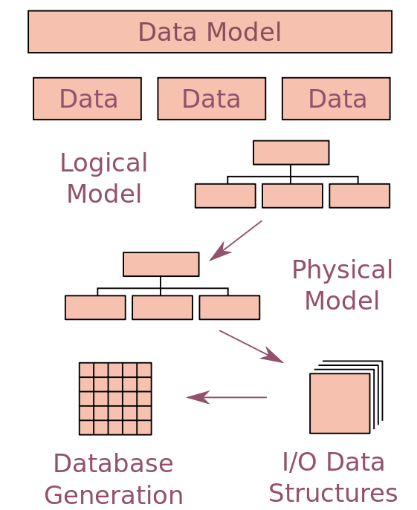 Data Model
Data
Data
Data
Logical
Model
Physical
Model
Database
Generation
I/O Data
Structures